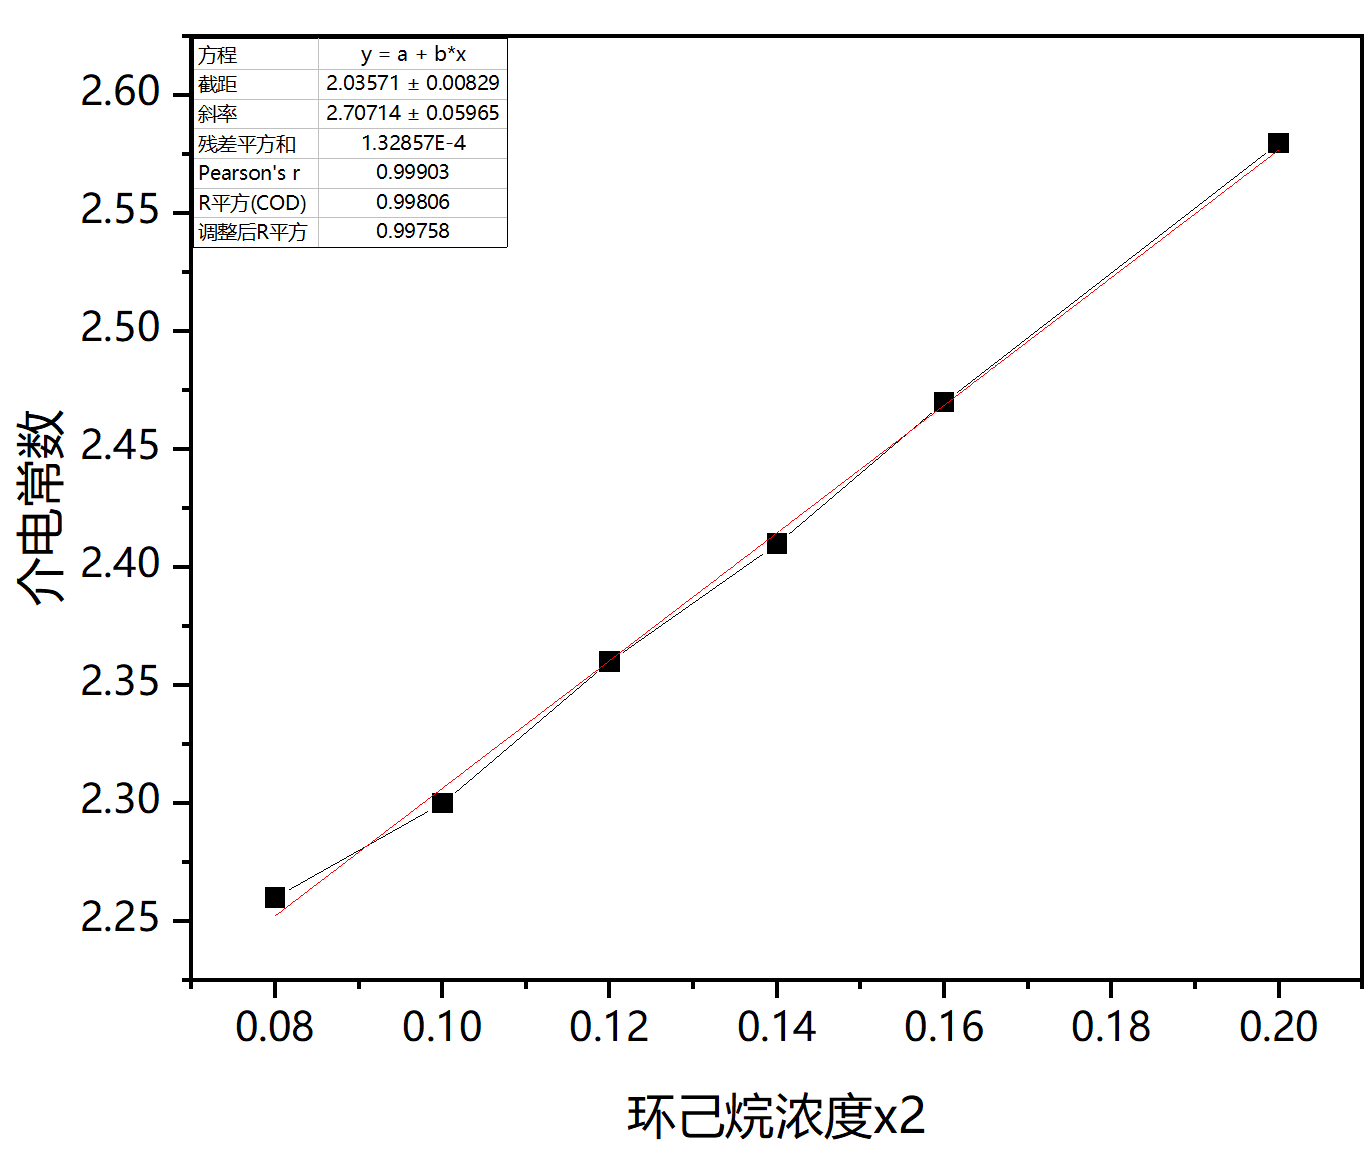 方程 y = a + b*x
截距 2.03571 ± 0.00829
斜率 2.70714 ± 0.05965
残差平方和 1.32857E-4
Pearson's r 0.99903
R平方(COD) 0.99806
调整后R平方 0.99758
2.60
2.55
2.50
2.45
2.40
2.35
2.30
2.25
介电常数
0.08 0.10 0.12 0.14 0.16 0.18 0.20
环己烷浓度x2